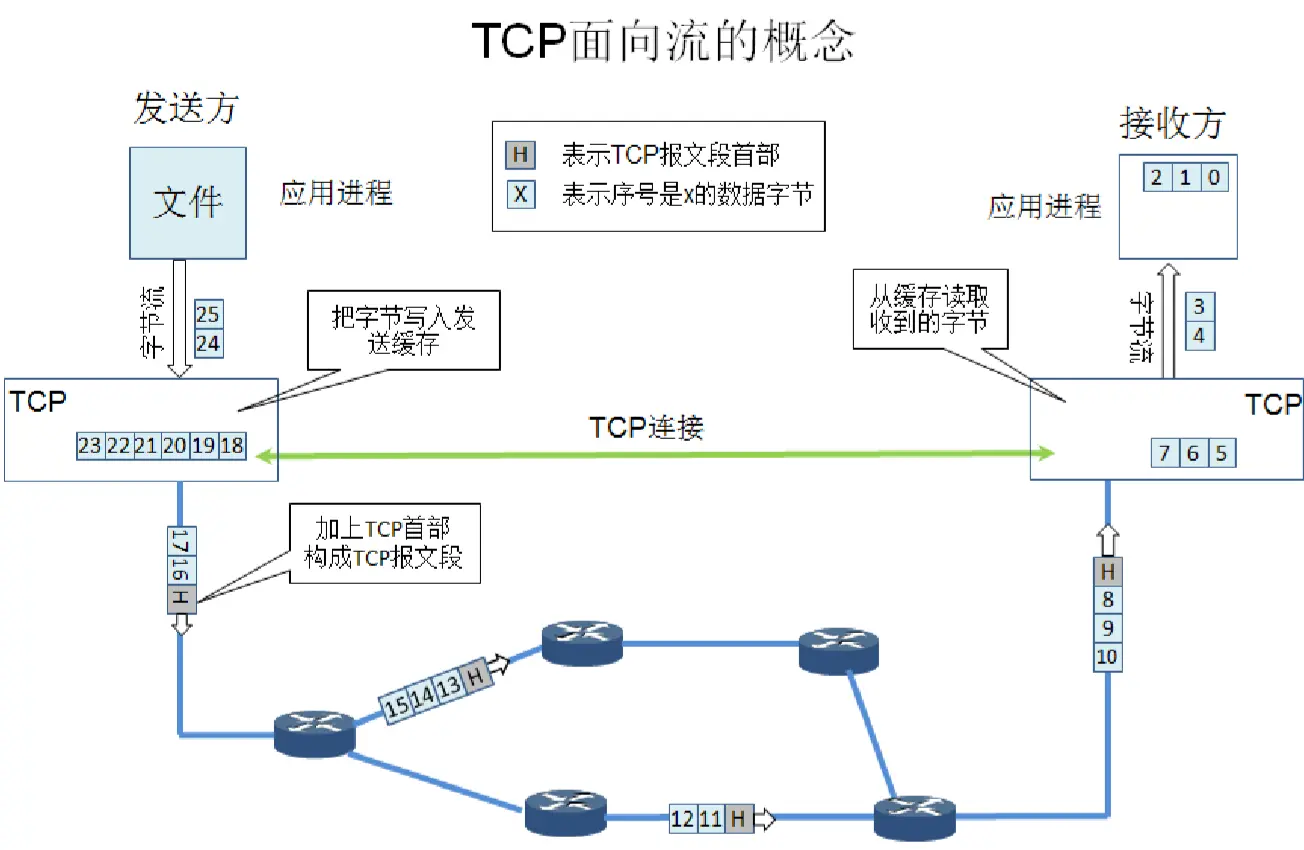 TCP面向流的概念
发送方
接收方
H 表示TCP报文段首部
X 表示序号是x的数据字节
文件
应用进程
2 1 0
应用进程
字节流
25
24
把字节写入发
送缓存
从缓存读取
收到的字节
字节流
3
4
TCP
23 22 21 20 19 18
TCP连接
TCP
7 6 5
17 16 H
加上TCP首部
构成TCP报文段
H
8
9
10
15 14 13 H
12 11 H